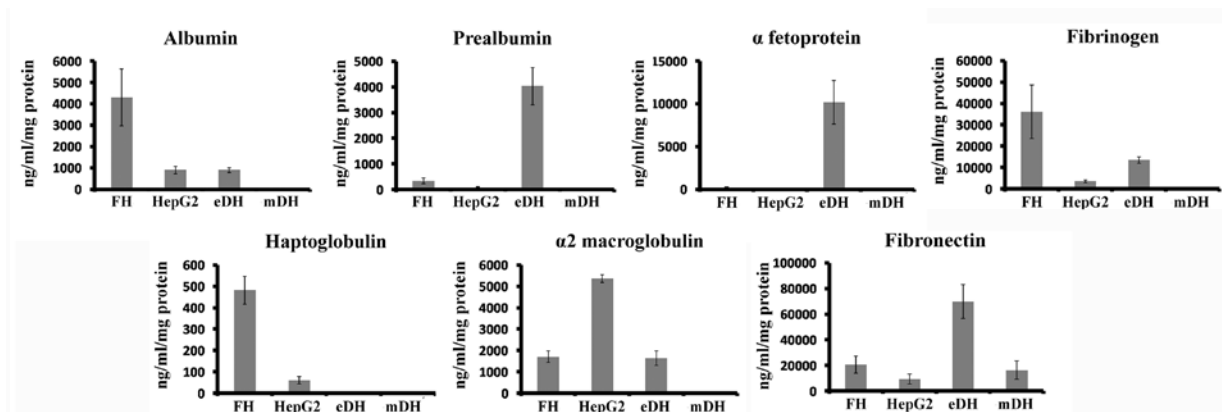 Albumin
ng/ml/mg protein
6000
5000
4000
3000
2000
1000
0
FH HepG2 eDH mDH
Prealbumin
ng/ml/mg protein
5000
4000
3000
2000
1000
0
FH HepG2 eDH mDH
α fetoprotein
ng/ml/mg protein
15000
10000
5000
0
FH HepG2 eDH mDH
Fibrinogen
ng/ml/mg protein
60000
50000
40000
30000
20000
10000
0
FH HepG2 eDH mDH
Haptoglobulin
ng/ml/mg protein
600
500
400
300
200
100
0
FH HepG2 eDH mDH
α2 macroglobulin
ng/ml/mg protein
6000
5000
4000
3000
2000
1000
0
FH HepG2 eDH mDH
Fibronectin
ng/ml/mg protein
100000
80000
60000
40000
20000
0
FH HepG2 eDH mDH